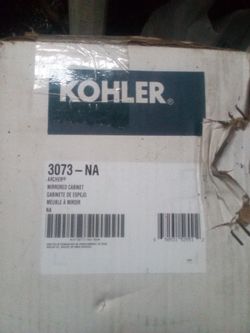 KOHLER®
3073-NA
ARCHER®
MIRRORED CABINET
GABINETE DE ESPEJO
MEUBLE À MIROIR
NA